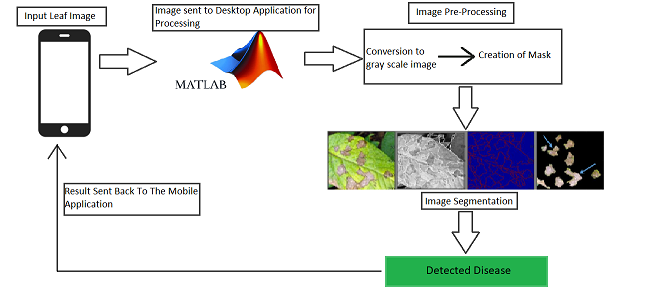 Input Leaf Image
Image sent to Desktop Application for
Processing
Image Pre-Processing
MATLAB
Conversion to
gray scale image
Creation of Mask
Image Segmentation
Result Sent Back To The Mobile
Application
Detected Disease